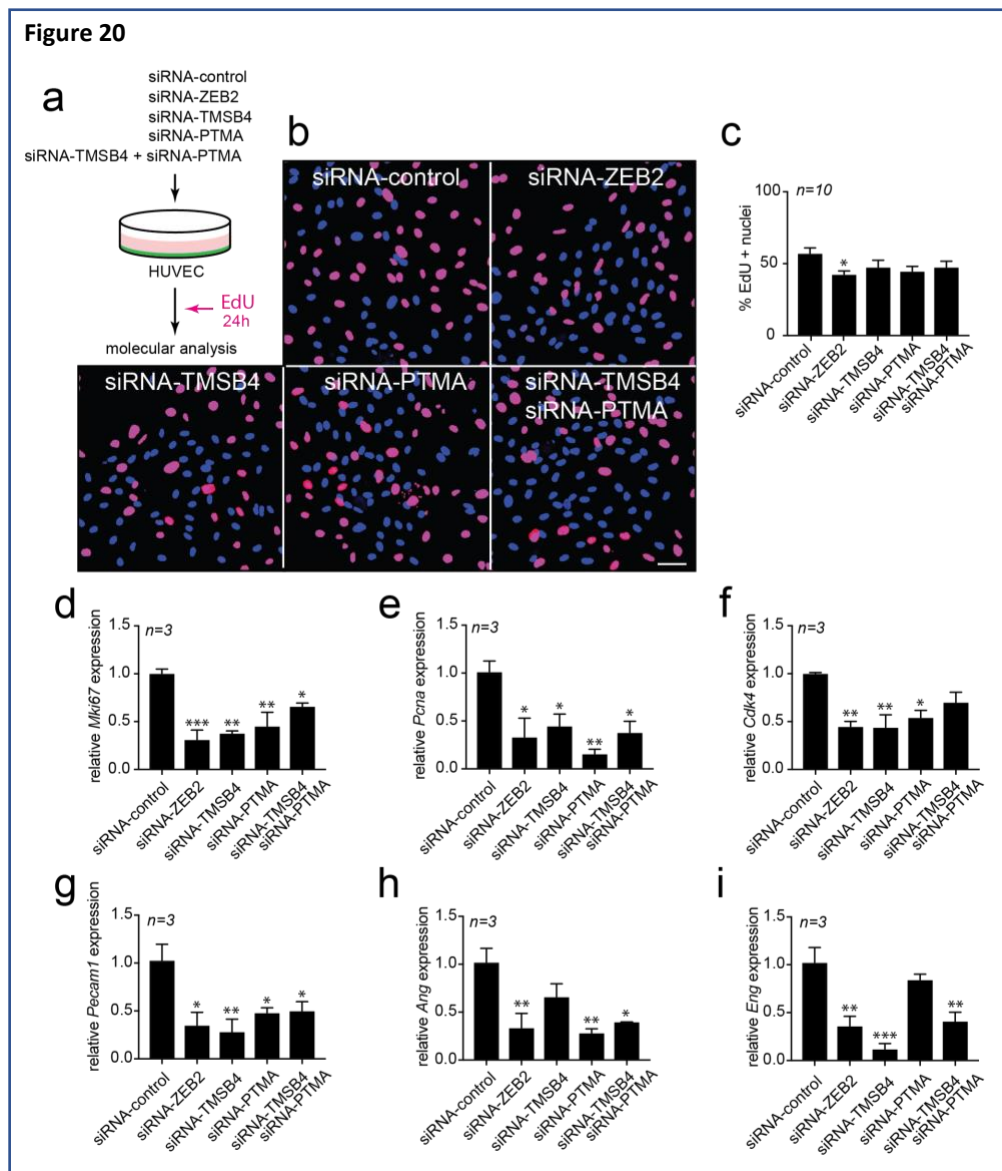 Figure 20
a
siRNA-control
siRNA-ZEB2
siRNA-TMSB4
siRNA-PTMA
siRNA-TMSB4 + siRNA-PTMA
HUVEC
EdU
24h
molecular analysis
b
siRNA-control
siRNA-ZEB2
siRNA-TMSB4
siRNA-PTMA
siRNA-TMSB4
siRNA-PTMA
c
% EdU + nuclei
100
50
0
n=10
*
siRNA-control
siRNA-ZEB2
siRNA-TMSB4
siRNA-PTMA
siRNA-TMSB4
siRNA-PTMA
d
relative Mki67 expression
1.5
1.0
0.5
0.0
n=3
***
**
**
*
siRNA-control
siRNA-ZEB2
siRNA-TMSB4
siRNA-PTMA
siRNA-TMSB4
siRNA-PTMA
e
relative Pcna expression
1.5
1.0
0.5
0.0
n=3
*
*
**
*
siRNA-control
siRNA-ZEB2
siRNA-TMSB4
siRNA-PTMA
siRNA-TMSB4
siRNA-PTMA
f
relative Cdk4 expression
1.5
1.0
0.5
0.0
n=3
**
**
*
siRNA-control
siRNA-ZEB2
siRNA-TMSB4
siRNA-PTMA
siRNA-TMSB4
siRNA-PTMA
g
relative Pecam1 expression
1.5
1.0
0.5
0.0
n=3
*
**
*
*
siRNA-control
siRNA-ZEB2
siRNA-TMSB4
siRNA-PTMA
siRNA-TMSB4
siRNA-PTMA
h
relative Ang expression
1.5
1.0
0.5
0.0
n=3
**
**
*
siRNA-control
siRNA-ZEB2
siRNA-TMSB4
siRNA-PTMA
siRNA-TMSB4
siRNA-PTMA
i
relative Eng expression
1.5
1.0
0.5
0.0
n=3
**
***
**
siRNA-control
siRNA-ZEB2
siRNA-TMSB4
siRNA-PTMA
siRNA-TMSB4
siRNA-PTMA